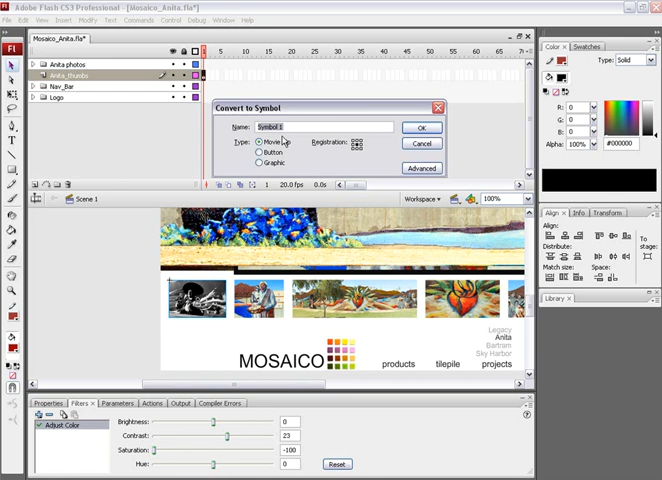 Adobe Flash CS3 Professional - [Mosaico_Anita.fla*]
File Edit View Insert Modify Text Commands Control Debug Window Help
Mosaico_Anita.fla*
1 5 10 15 20 25 30 35 40 45 50 55 60 65
Anita photos
Anita_thumbs
Nav_Bar
Logo
Convert to Symbol
Name: Symbol 1
OK
Type: Movie
Registration:
Cancel
Button
Graphic
Advanced
1 20.0 fps 0.0s
Scene 1
Workspace
100%
Legacy
Anita
Bartram
Sky Harbor
MOSAICO
products tilepile projects
Properties Filters Parameters Actions Output Compiler Errors
Adjust Color
Brightness: 0
Contrast: 23
Saturation: -100
Hue: 0
Reset
Color Swatches
Type: Solid
R: 0
G: 0
B: 0
Alpha: 100% #000000
Align Info Transform
Align:
Distribute:
Match size: Space:
To stage:
Library
Fl